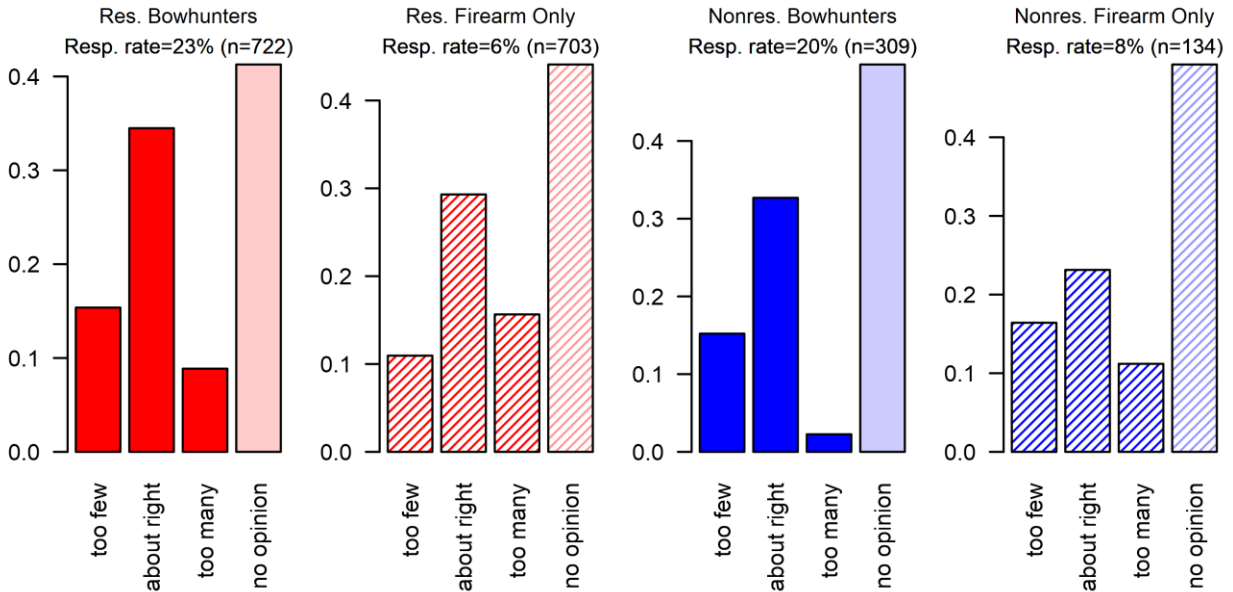 Res. Bowhunters
Resp. rate=23% (n=722)
0.4
0.3
0.2
0.1
0.0
too few
about right
too many
no opinion
Res. Firearm Only
Resp. rate=6% (n=703)
0.4
0.3
0.2
0.1
0.0
too few
about right
too many
no opinion
Nonres. Bowhunters
Resp. rate=20% (n=309)
0.4
0.3
0.2
0.1
0.0
too few
about right
too many
no opinion
Nonres. Firearm Only
Resp. rate=8% (n=134)
0.4
0.3
0.2
0.1
0.0
too few
about right
too many
no opinion